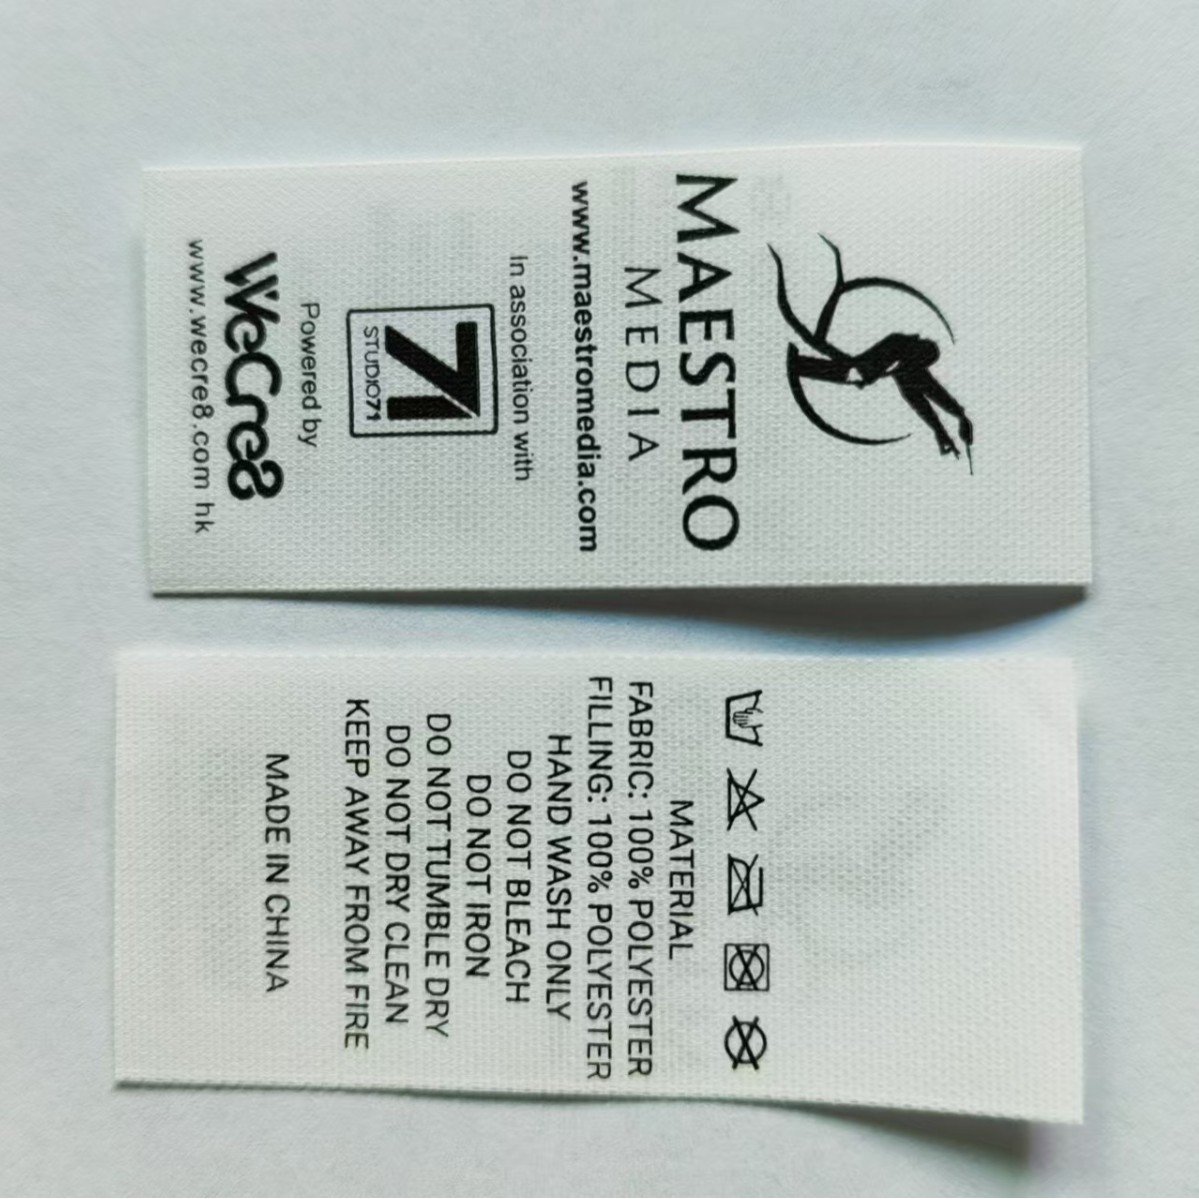 MAESTRO
MEDIA
www.maestromedia.com
In association with
71
STUDIO71
Powered by
WeCre8
www.wecre8.com hk
MATERIAL
FABRIC: 100% POLYESTER
FILLING: 100% POLYESTER
HAND WASH ONLY
DO NOT BLEACH
DO NOT IRON
DO NOT TUMBLE DRY
DO NOT DRY CLEAN
KEEP AWAY FROM FIRE
MADE IN CHINA